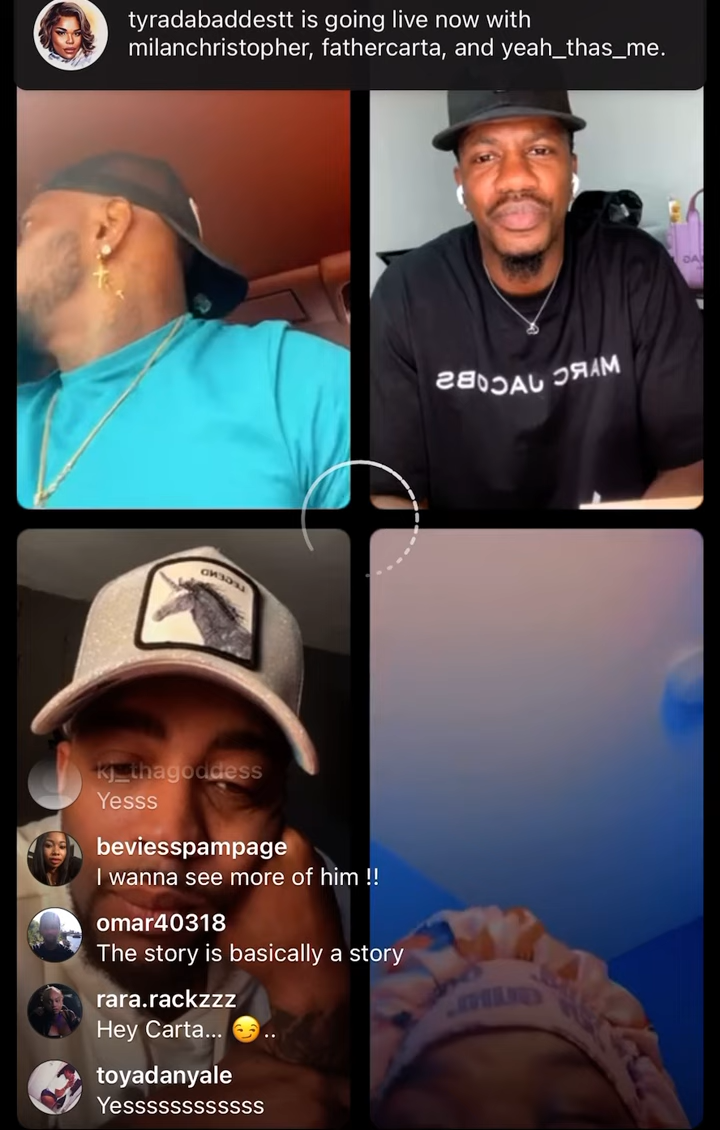 tyradabaddestt is going live now with
milanchristopher, fathercarta, and yeah_thas_me.
MARC JACOBS
LEGEND
kj_thagoddess
Yesss
beviesspampage
I wanna see more of him !!
omar40318
The story is basically a story
rara.rackzzz
Hey Carta... 😏..
toyadanyale
Yesssssssssssss